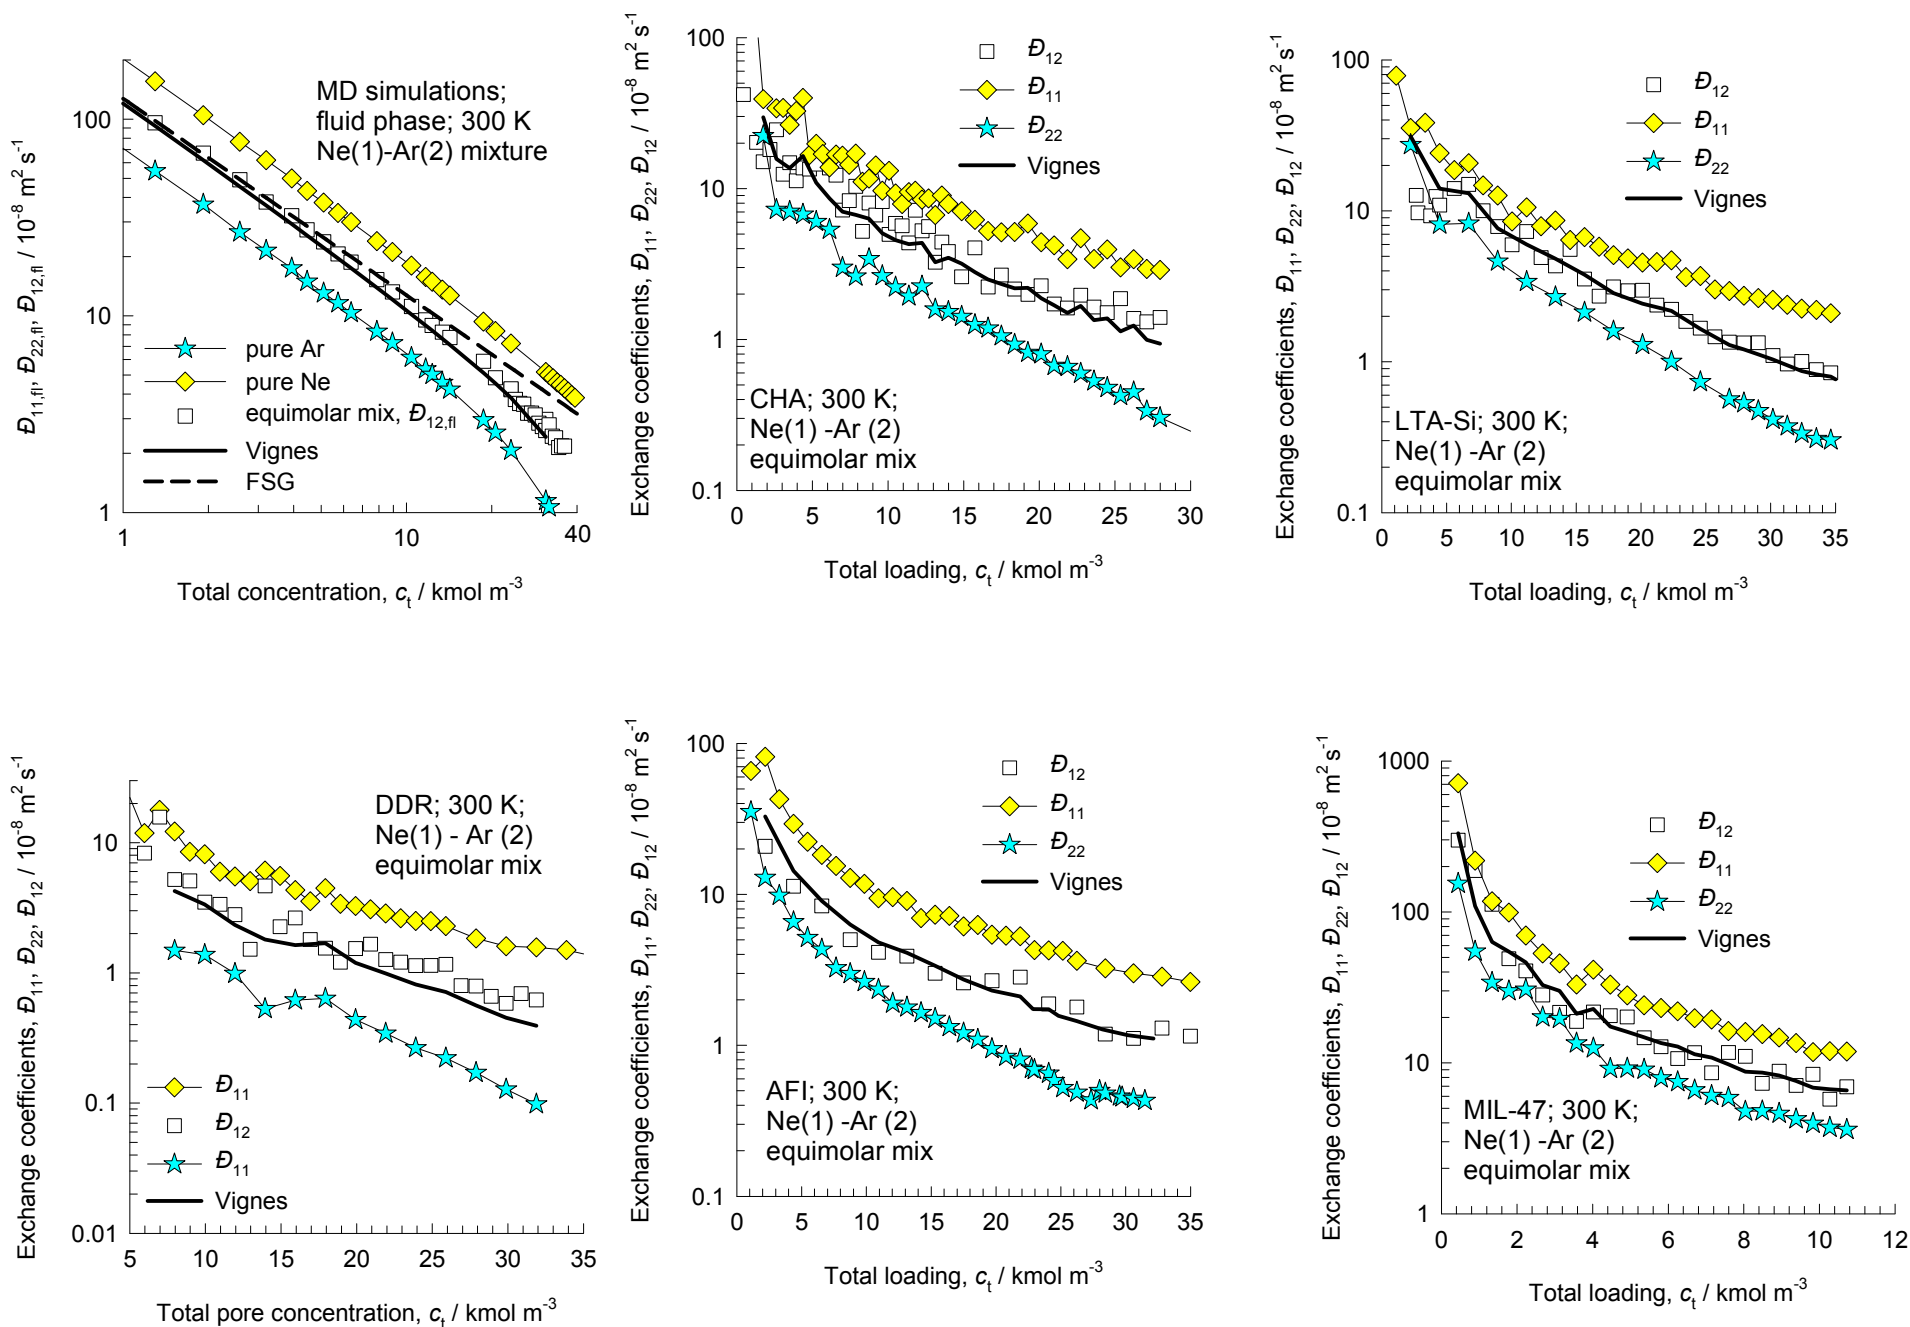 Đ11,fl, Đ22,fl, Đ12,fl / 10-8 m2 s-1
100
10
1
MD simulations;
fluid phase; 300 K
Ne(1)-Ar(2) mixture
pure Ar
pure Ne
equimolar mix, Đ12,fl
Vignes
FSG
1
10
40
Total concentration, ct / kmol m-3
Exchange coefficients, Đ11, Đ22, Đ12 / 10-8 m2 s-1
100
10
1
0.1
Đ12
Đ11
Đ22
Vignes
CHA; 300 K;
Ne(1) -Ar (2)
equimolar mix
0 5 10 15 20 25 30
Total loading, ct / kmol m-3
Exchange coefficients, Đ11, Đ22, Đ12 / 10-8 m2 s-1
100
10
1
0.1
Đ12
Đ11
Đ22
Vignes
LTA-Si; 300 K;
Ne(1) -Ar (2)
equimolar mix
0 5 10 15 20 25 30 35
Total loading, ct / kmol m-3
Exchange coefficients, Đ11, Đ22, Đ12 / 10-8 m2 s-1
10
1
0.1
0.01
DDR; 300 K;
Ne(1) - Ar (2)
equimolar mix
Đ11
Đ12
Đ11
Vignes
5 10 15 20 25 30 35
Total pore concentration, ct / kmol m-3
Exchange coefficients, Đ11, Đ22, Đ12 / 10-8 m2 s-1
100
10
1
0.1
Đ12
Đ11
Đ22
Vignes
AFI; 300 K;
Ne(1) -Ar (2)
equimolar mix
0 5 10 15 20 25 30 35
Total loading, ct / kmol m-3
Exchange coefficients, Đ11, Đ22, Đ12 / 10-8 m2 s-1
1000
100
10
1
Đ12
Đ11
Đ22
Vignes
MIL-47; 300 K;
Ne(1) -Ar (2)
equimolar mix
0 2 4 6 8 10 12
Total loading, ct / kmol m-3